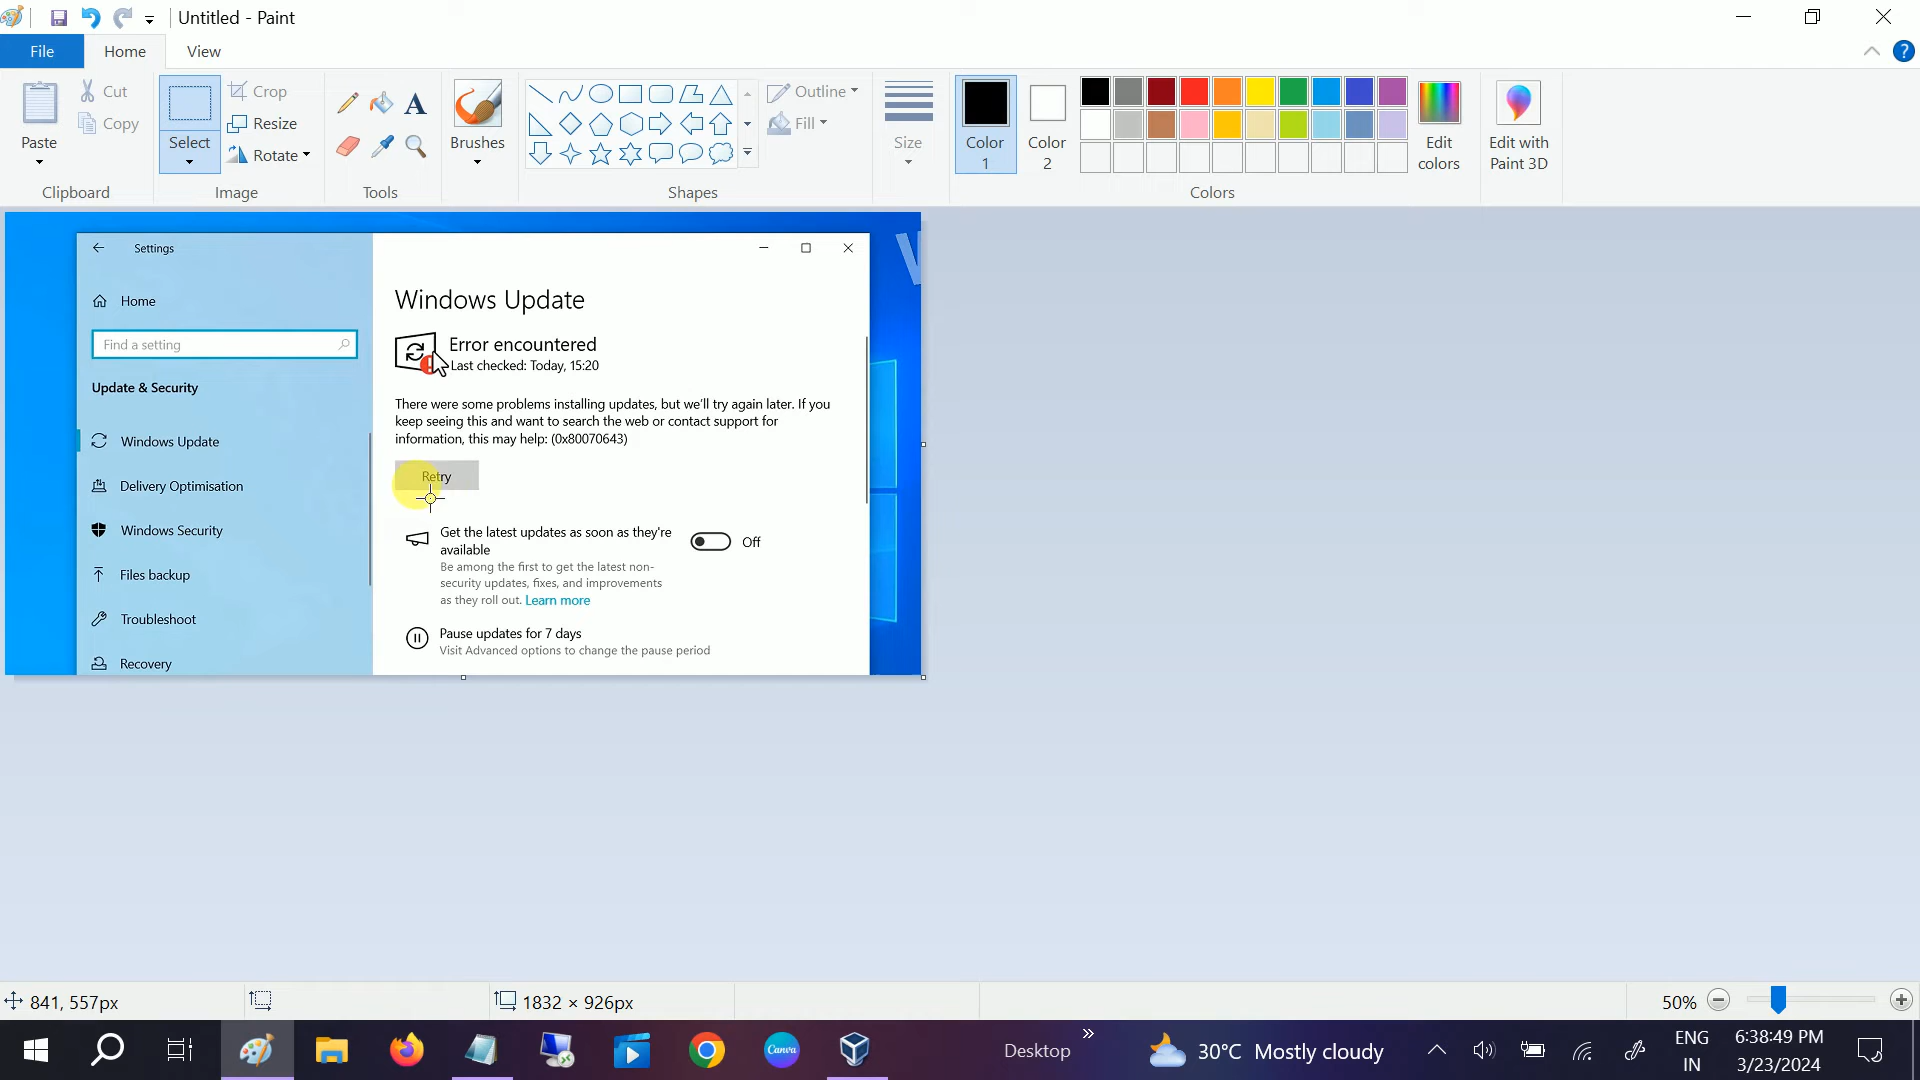 Untitled - Paint
File Home View
Paste
Cut
Copy
Clipboard
Select
Crop
Resize
Rotate
Image
Tools
Brushes
Shapes
Outline
Fill
Size
Color
1
Color
2
Colors
Edit
colors
Edit with
Paint 3D
Settings
Home
Find a setting
Update & Security
Windows Update
Delivery Optimisation
Windows Security
Files backup
Troubleshoot
Recovery
Windows Update
Error encountered
Last checked: Today, 15:20
There were some problems installing updates, but we'll try again later. If you
keep seeing this and want to search the web or contact support for
information, this may help: (0x80070643)
Retry
Get the latest updates as soon as they're
available
Off
Be among the first to get the latest non-
security updates, fixes, and improvements
as they roll out. Learn more
Pause updates for 7 days
Visit Advanced options to change the pause period
841, 557px
1832 × 926px
50%
Canva
Desktop
30°C Mostly cloudy
ENG
IN
6:38:49 PM
3/23/2024